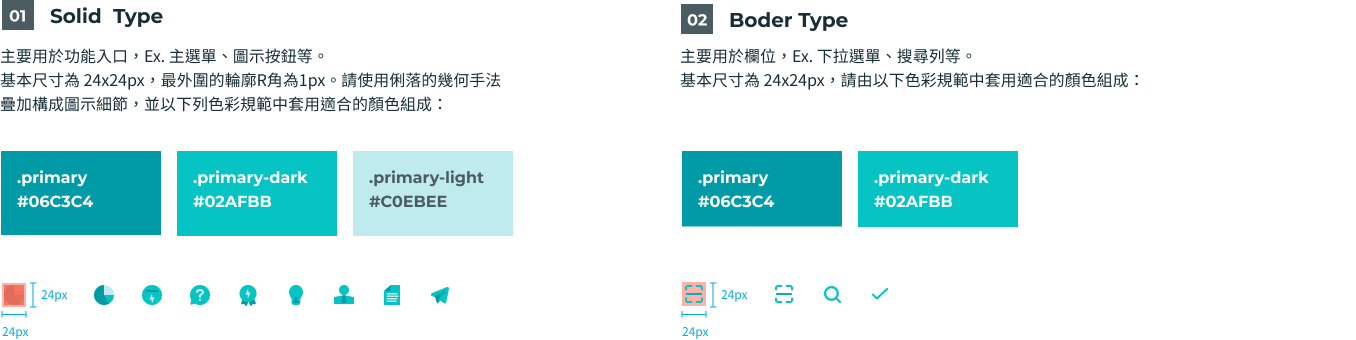 01 Solid Type
主要用於功能入口，Ex. 主選單、圖示按鈕等。
基本尺寸為 24x24px，最外圍的輪廓R角為1px。請使用俐落的幾何手法
疊加構成圖示細節，並以下列色彩規範中套用適合的顏色組成：
.primary
#06C3C4
.primary-dark
#02AFBB
.primary-light
#C0EBEE
24px
24px
02 Boder Type
主要用於欄位，Ex. 下拉選單、搜尋列等。
基本尺寸為 24x24px，請由以下色彩規範中套用適合的顏色組成：
.primary
#06C3C4
.primary-dark
#02AFBB
24px
24px